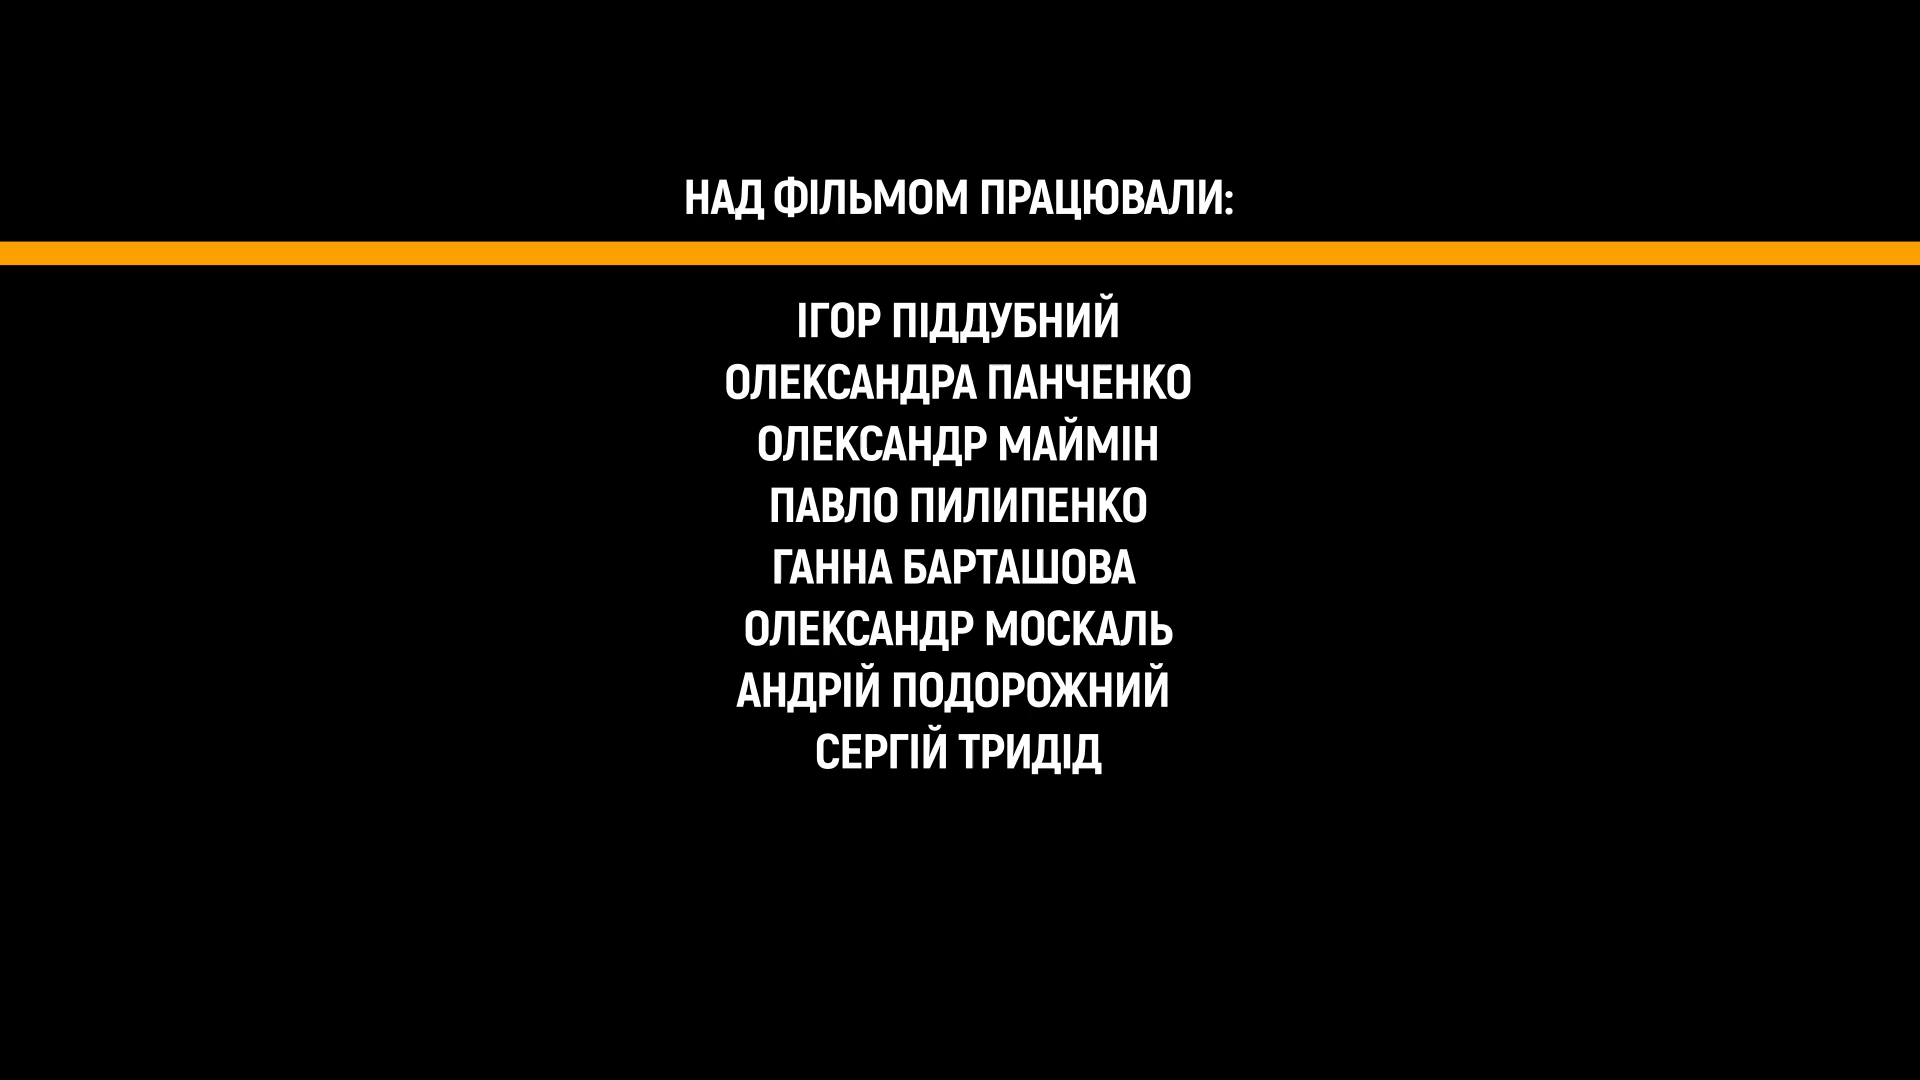 НАД ФІЛЬМОМ ПРАЦЮВАЛИ:
ІГОР ПІДДУБНИЙ
ОЛЕКСАНДРА ПАНЧЕНКО
ОЛЕКСАНДР МАЙМІН
ПАВЛО ПИЛИПЕНКО
ГАННА БАРТАШОВА
ОЛЕКСАНДР МОСКАЛЬ
АНДРІЙ ПОДОРОЖНИЙ
СЕРГІЙ ТРИДІД